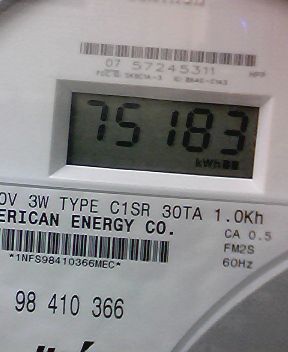 07 57245311
75183
kWh
OV 3W TYPE C1SR 30TA 1.0Kh
ERICAN ENERGY CO.
CA 0.5
*1NFS98410366MEC*
FM2S
60Hz
98 410 366